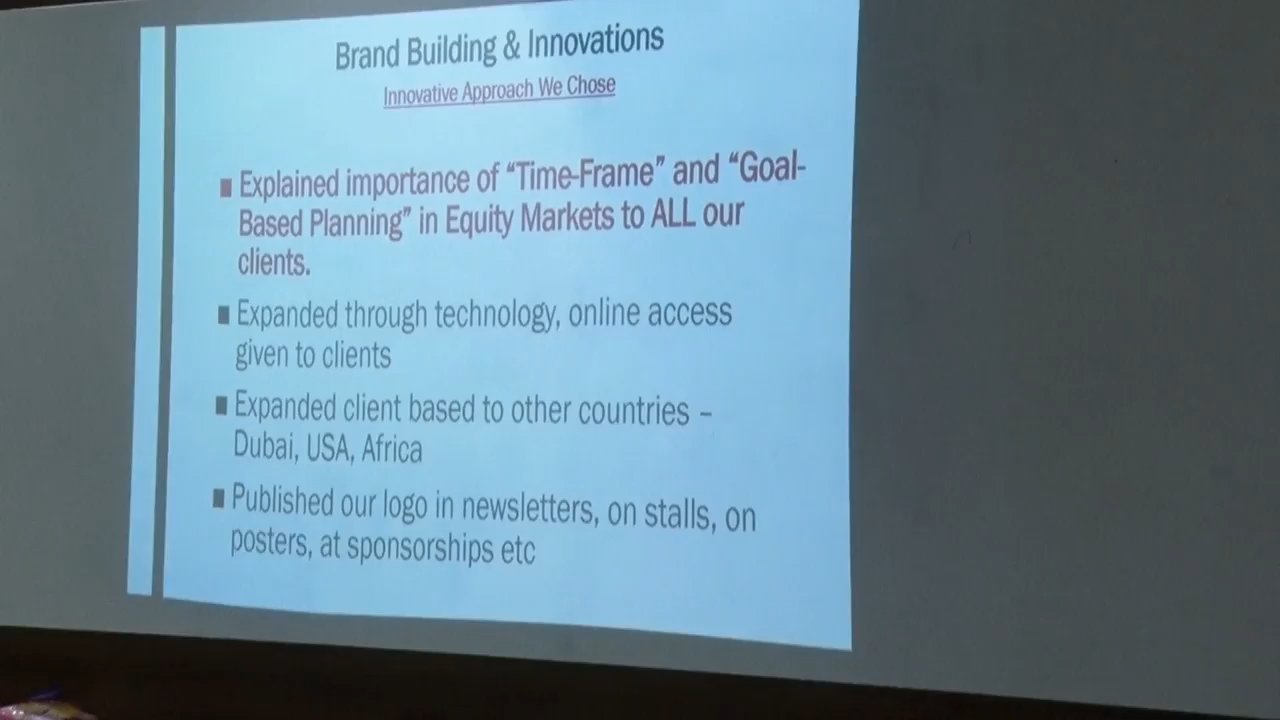 Brand Building & Innovations
Innovative Approach We Chose
■ Explained importance of “Time-Frame” and “Goal-
Based Planning” in Equity Markets to ALL our
clients.
■ Expanded through technology, online access
given to clients
■ Expanded client based to other countries –
Dubai, USA, Africa
■ Published our logo in newsletters, on stalls, on
posters, at sponsorships etc